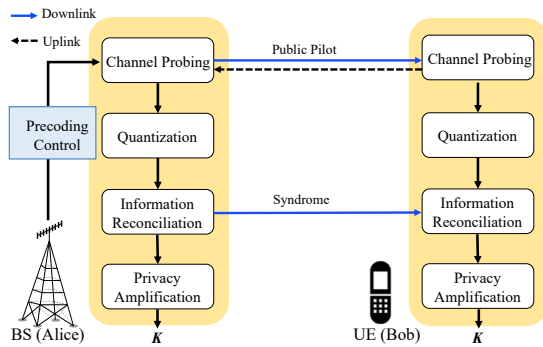 Downlink
Uplink
Public Pilot
Channel Probing
Channel Probing
Precoding
Control
Quantization
Quantization
Syndrome
Information
Reconciliation
Information
Reconciliation
Privacy
Amplification
Privacy
Amplification
BS (Alice)
UE (Bob)
K
K